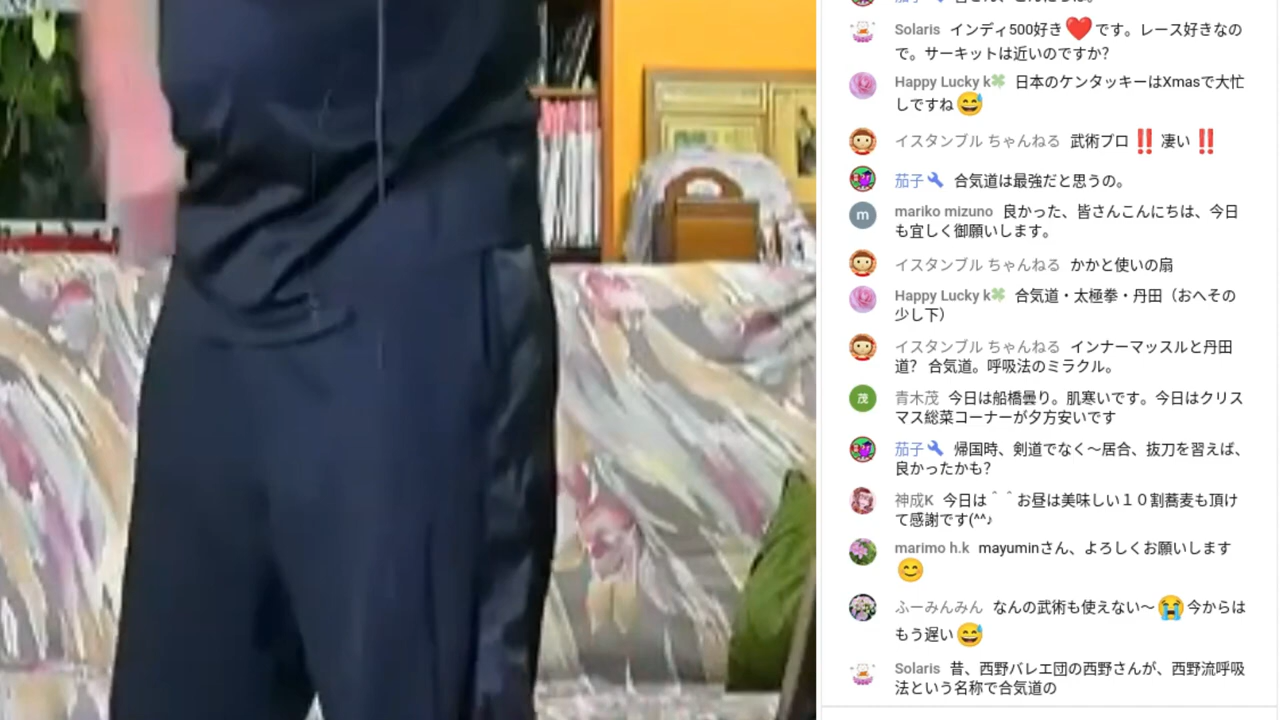 Solaris インディ500好き❤️です。レース好きなの
で。サーキットは近いのですか?
Happy Lucky k🍀 日本のケンタッキーはXmasで大忙
しですね😅
イスタンブル ちゃんねる 武術プロ‼️凄い‼️
茄子 合気道は最強だと思うの。
m mariko mizuno 良かった、皆さんこんにちは、今日
も宜しく御願いします。
イスタンブル ちゃんねる かかと使いの扇
Happy Lucky k🍀 合気道・太極拳・丹田（おへその
少し下）
イスタンブル ちゃんねる インナーマッスルと丹田
道? 合気道。呼吸法のミラクル。
茂 青木茂 今日は船橋曇り。肌寒いです。今日はクリス
マス総菜コーナーが夕方安いです
茄子 帰国時、剣道でなく〜居合、抜刀を習えば、
良かったかも?
神成K 今日は＾＾お昼は美味しい１０割蕎麦も頂け
て感謝です(^^♪
marimo h.k mayuminさん、よろしくお願いします
😊
ふーみんみん なんの武術も使えない〜😭今からは
もう遅い😅
Solaris 昔、西野バレエ団の西野さんが、西野流呼吸
法という名称で合気道の